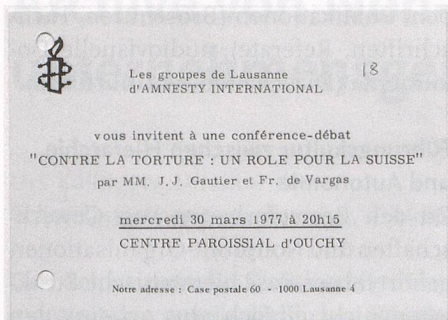 18
Les groupes de Lausanne
d'AMNESTY INTERNATIONAL
vous invitent à une conférence-débat
"CONTRE LA TORTURE : UN ROLE POUR LA SUISSE"
par MM. J.J. Gautier et Fr. de Vargas
mercredi 30 mars 1977 à 20h15
CENTRE PAROISSIAL d'OUCHY
Notre adresse : Case postale 60 - 1000 Lausanne 4